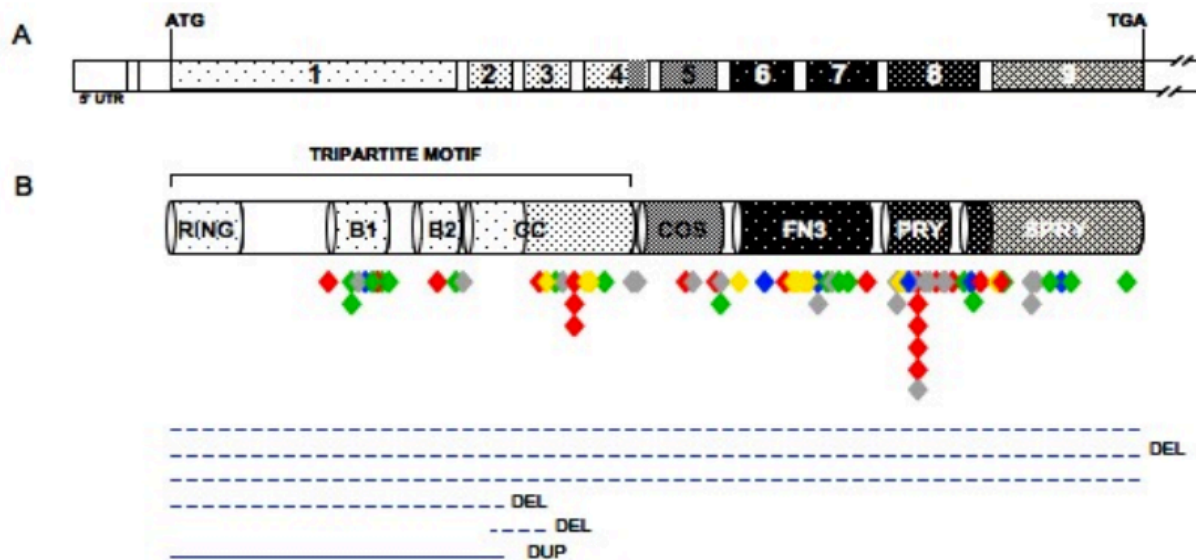 A
ATG
TGA
1 2 3 4 5 6 7 8 9
5' UTR
TRIPARTITE MOTIF
B
RING B1 B2 CC COS FN3 PRY SPRY
DEL
DEL
DEL
DUP